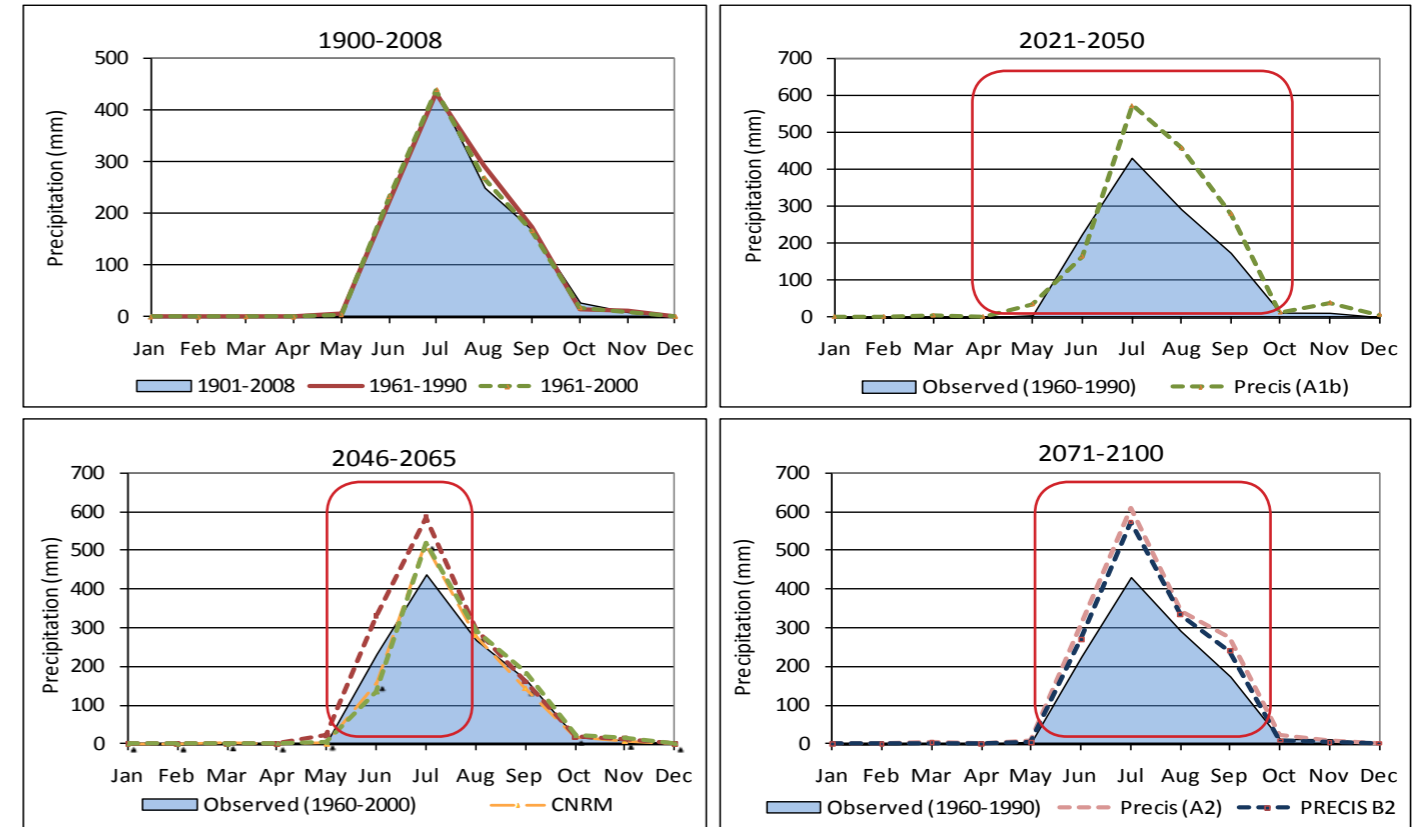 1900-2008
Precipitation (mm)
500
400
300
200
100
0
Jan Feb Mar Apr May Jun Jul Aug Sep Oct Nov Dec
1901-2008 1961-1990 1961-2000
2021-2050
Precipitation (mm)
700
600
500
400
300
200
100
0
Jan Feb Mar Apr May Jun Jul Aug Sep Oct Nov Dec
Observed (1960-1990) Precis (A1b)
2046-2065
Precipitation (mm)
700
600
500
400
300
200
100
0
Jan Feb Mar Apr May Jun Jul Aug Sep Oct Nov Dec
Observed (1960-2000) CNRM
2071-2100
Precipitation (mm)
700
600
500
400
300
200
100
0
Jan Feb Mar Apr May Jun Jul Aug Sep Oct Nov Dec
Observed (1960-1990) Precis (A2) PRECIS B2